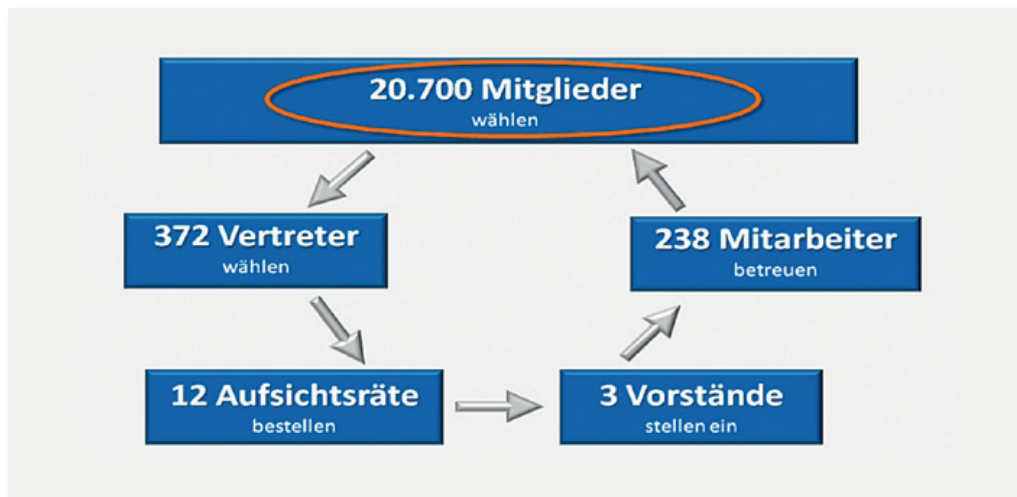 20.700 Mitglieder
wählen
372 Vertreter
wählen
238 Mitarbeiter
betreuen
12 Aufsichtsräte
bestellen
3 Vorstände
stellen ein